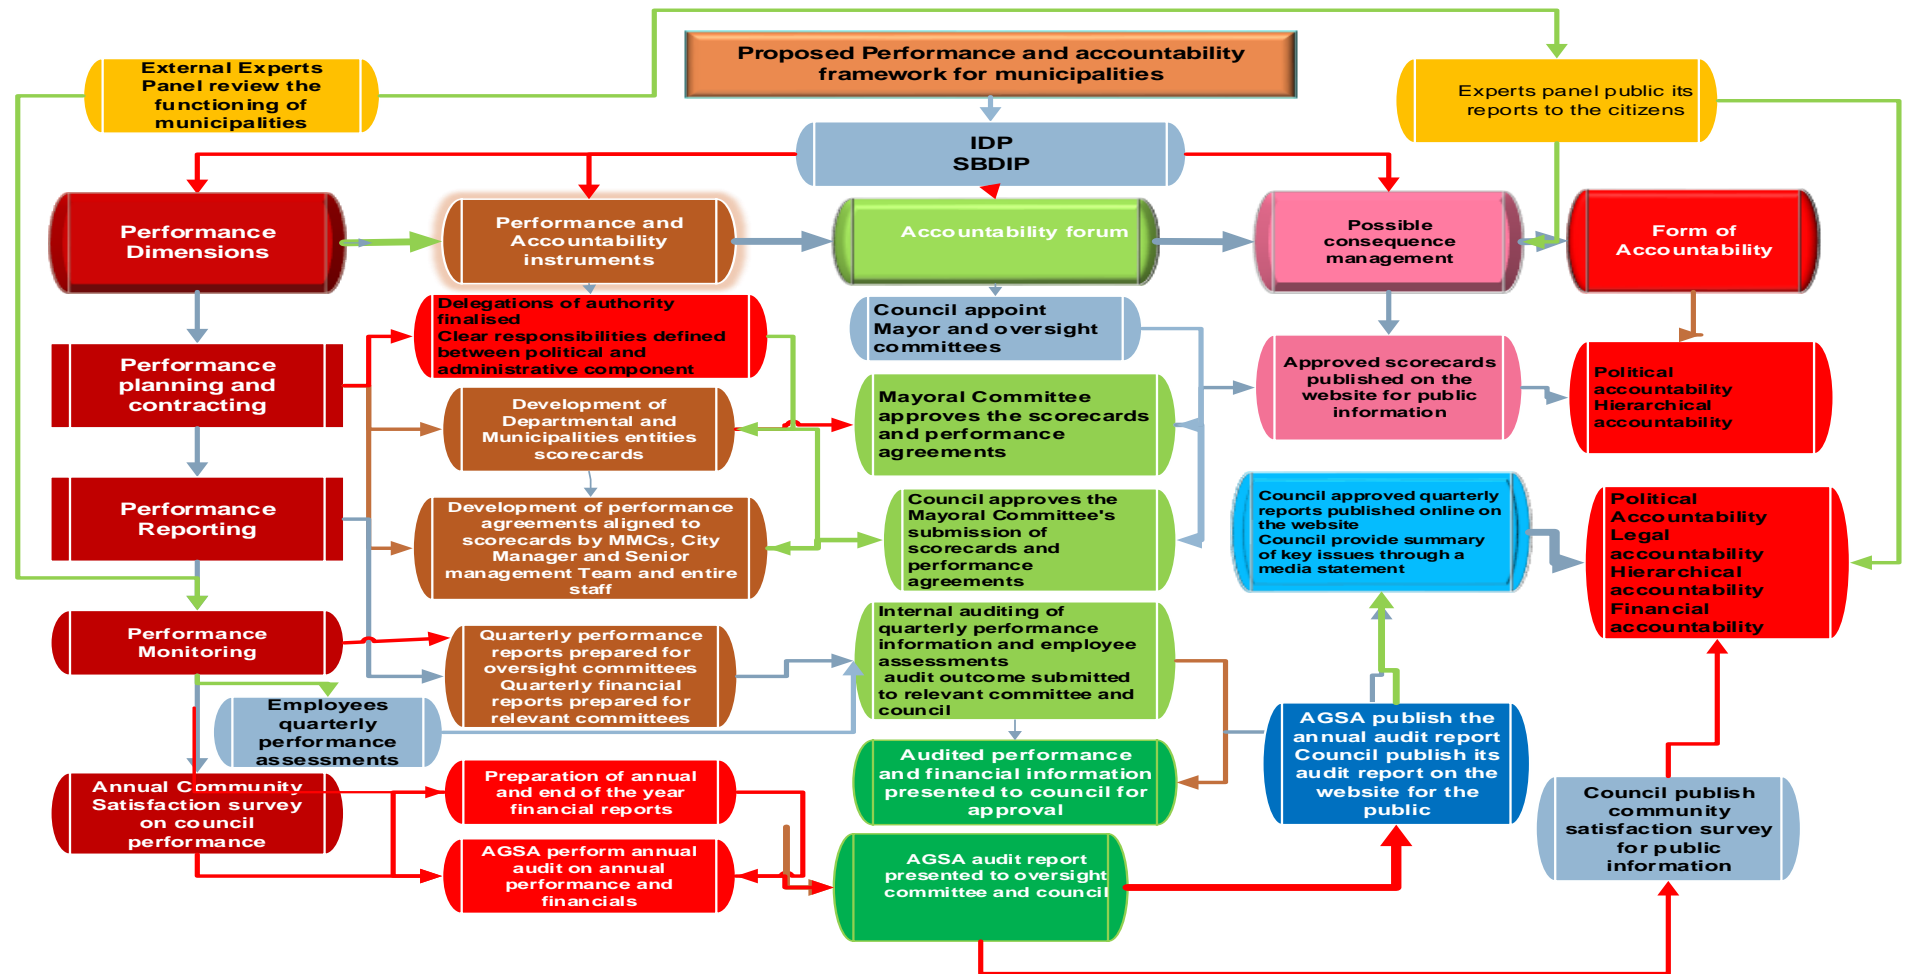 Proposed Performance and accountability
framework for municipalities
External Experts
Panel review the
functioning of
municipalities
Experts panel public its
reports to the citizens
IDP
SBDIP
Performance
Dimensions
Performance and
Accountability
instruments
Accountability forum
Possible
consequence
management
Form of
Accountability
Performance
planning and
contracting
Delegations of authority
finalised
Clear responsibilities defined
between political and
administrative component
Council appoint
Mayor and oversight
committees
Approved scorecards
published on the
website for public
information
Political
accountability
Hierarchical
accountability
Development of
Departmental and
Municipalities entities
scorecards
Mayoral Committee
approves the scorecards
and performance
agreements
Performance
Reporting
Development of performance
agreements aligned to
scorecards by MMCs, City
Manager and Senior
management Team and entire
staff
Council approves the
Mayoral Committee's
submission of
scorecards and
performance
agreements
Council approved quarterly
reports published online on
the website
Council provide summary
of key issues through a
media statement
Political
Accountability
Legal
accountability
Hierarchical
accountability
Financial
accountability
Performance
Monitoring
Quarterly performance
reports prepared for
oversight committees
Quarterly financial
reports prepared for
relevant committees
Internal auditing of
quarterly performance
information and employee
assessments
audit outcome submitted
to relevant committee and
council
Employees
quarterly
performance
assessments
AGSA publish the
annual audit report
Council publish its
audit report on the
website for the
public
Annual Community
Satisfaction survey
on council
performance
Preparation of annual
and end of the year
financial reports
Audited performance
and financial information
presented to council for
approval
Council publish
community
satisfaction survey
for public
information
AGSA perform annual
audit on annual
performance and
financials
AGSA audit report
presented to oversight
committee and council